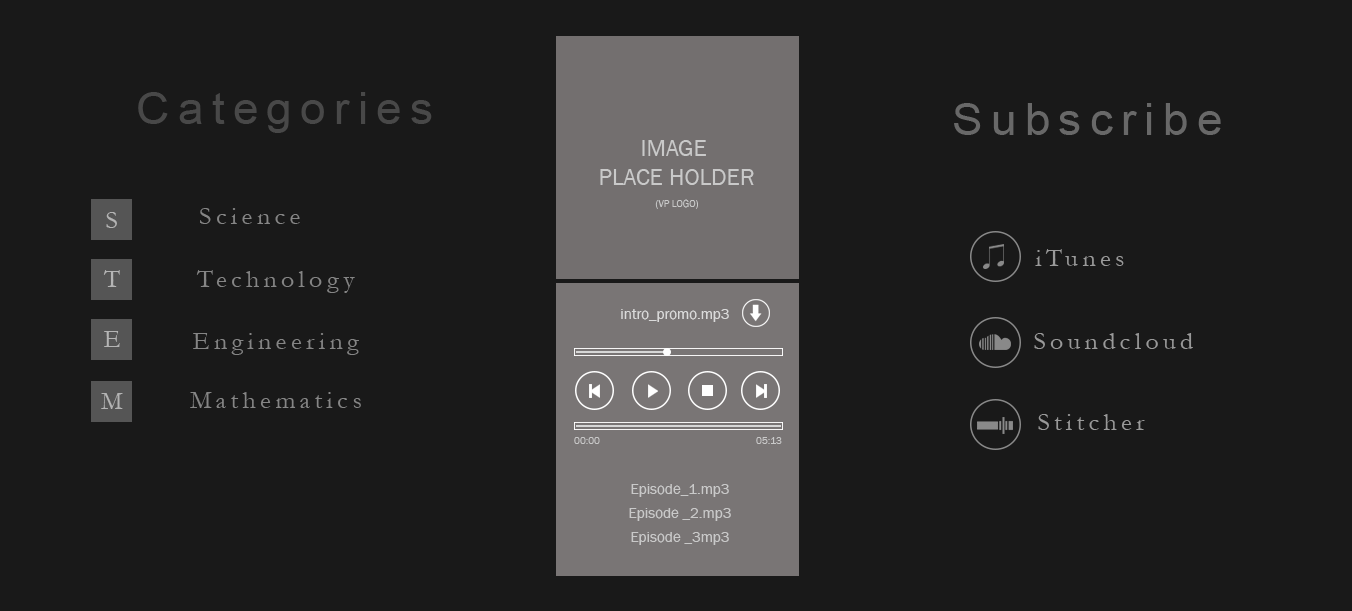 Categories
S Science
T Technology
E Engineering
M Mathematics
IMAGE
PLACE HOLDER
(VP LOGO)
intro_promo.mp3
00:00 05:13
Episode_1.mp3
Episode _2.mp3
Episode _3mp3
Subscribe
iTunes
Soundcloud
Stitcher